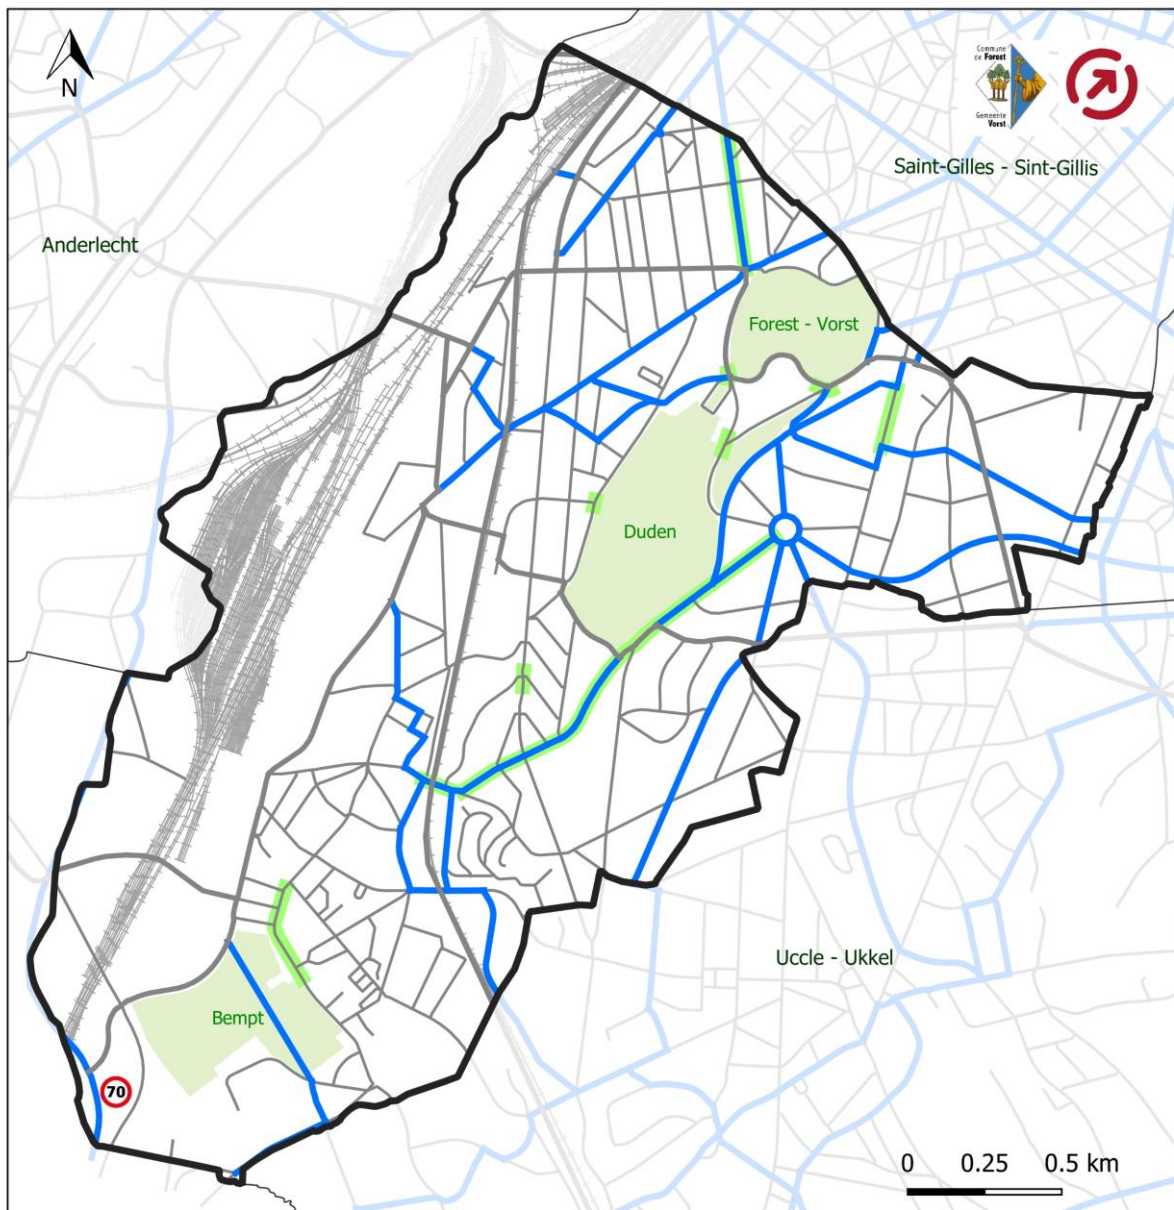 N
Commune
de Forest
Gemeente
Vorst
Saint-Gilles - Sint-Gillis
Anderlecht
Forest - Vorst
Duden
Uccle - Ukkel
Bempt
70
0 0.25 0.5 km